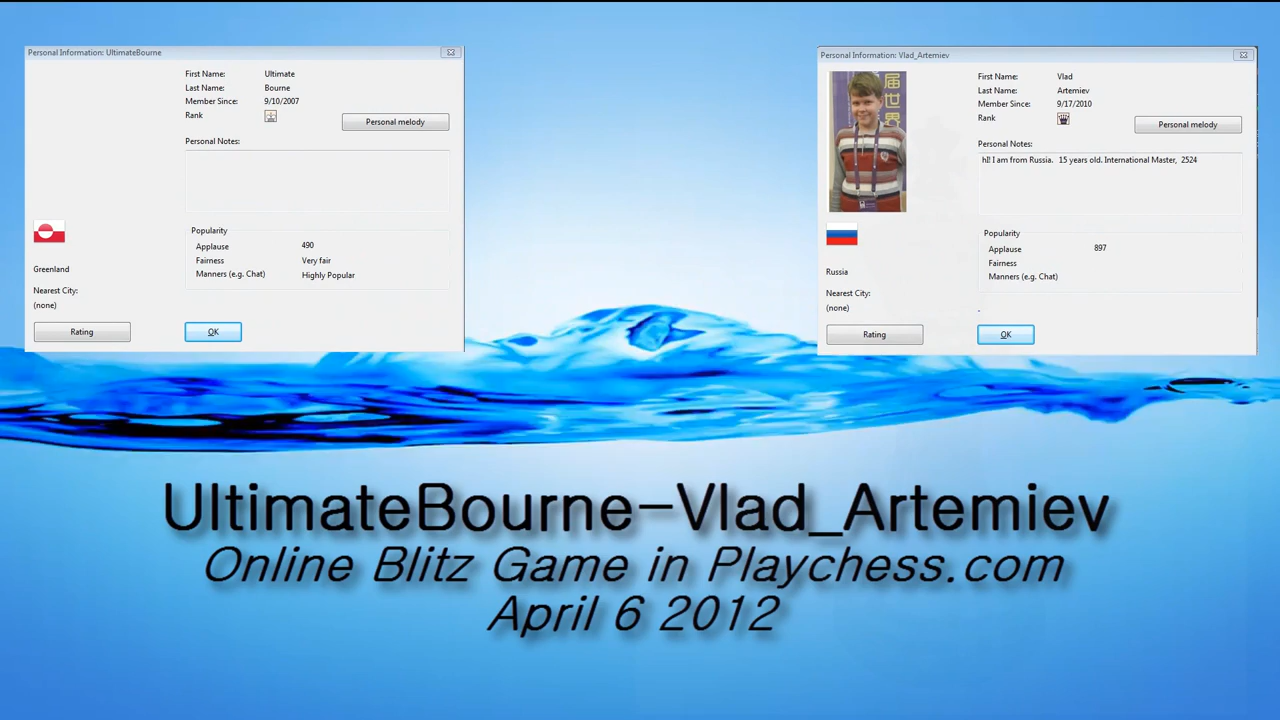 Personal Information: UltimateBourne
First Name: Ultimate
Last Name: Bourne
Member Since: 9/10/2007
Rank
Personal melody
Personal Notes:
Popularity
Applause 490
Fairness Very fair
Manners (e.g. Chat) Highly Popular
Greenland
Nearest City:
(none)
Rating
OK
Personal Information: Vlad_Artemiev
First Name: Vlad
Last Name: Artemiev
Member Since: 9/17/2010
Rank
Personal melody
Personal Notes:
hI! I am from Russia. 15 years old. International Master, 2524
Popularity
Applause 897
Fairness
Manners (e.g. Chat)
Russia
Nearest City:
(none)
Rating
OK
UltimateBourne-Vlad_Artemiev
Online Blitz Game in Playchess.com
April 6 2012